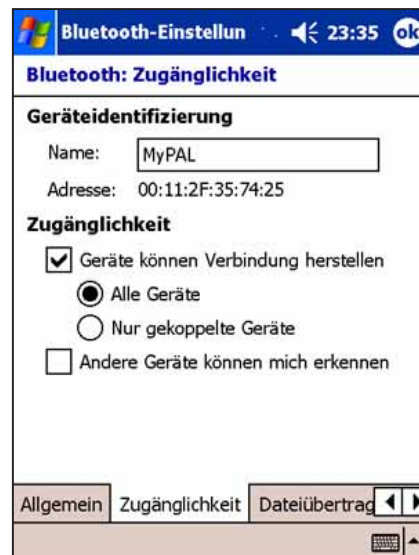 Bluetooth-Einstellun 23:35 ok
Bluetooth: Zugänglichkeit
Geräteidentifizierung
Name: MyPAL
Adresse: 00:11:2F:35:74:25
Zugänglichkeit
Geräte können Verbindung herstellen
Alle Geräte
Nur gekoppelte Geräte
Andere Geräte können mich erkennen
Allgemein Zugänglichkeit Dateiübertrag